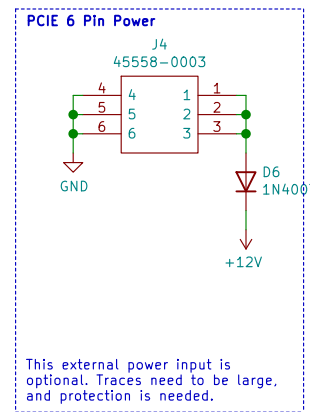 PCIE 6 Pin Power
J4
45558-0003
4 4 1 1
5 5 2 2
6 6 3 3
D6
1N400
GND
+12V
This external power input is
optional. Traces need to be large,
and protection is needed.